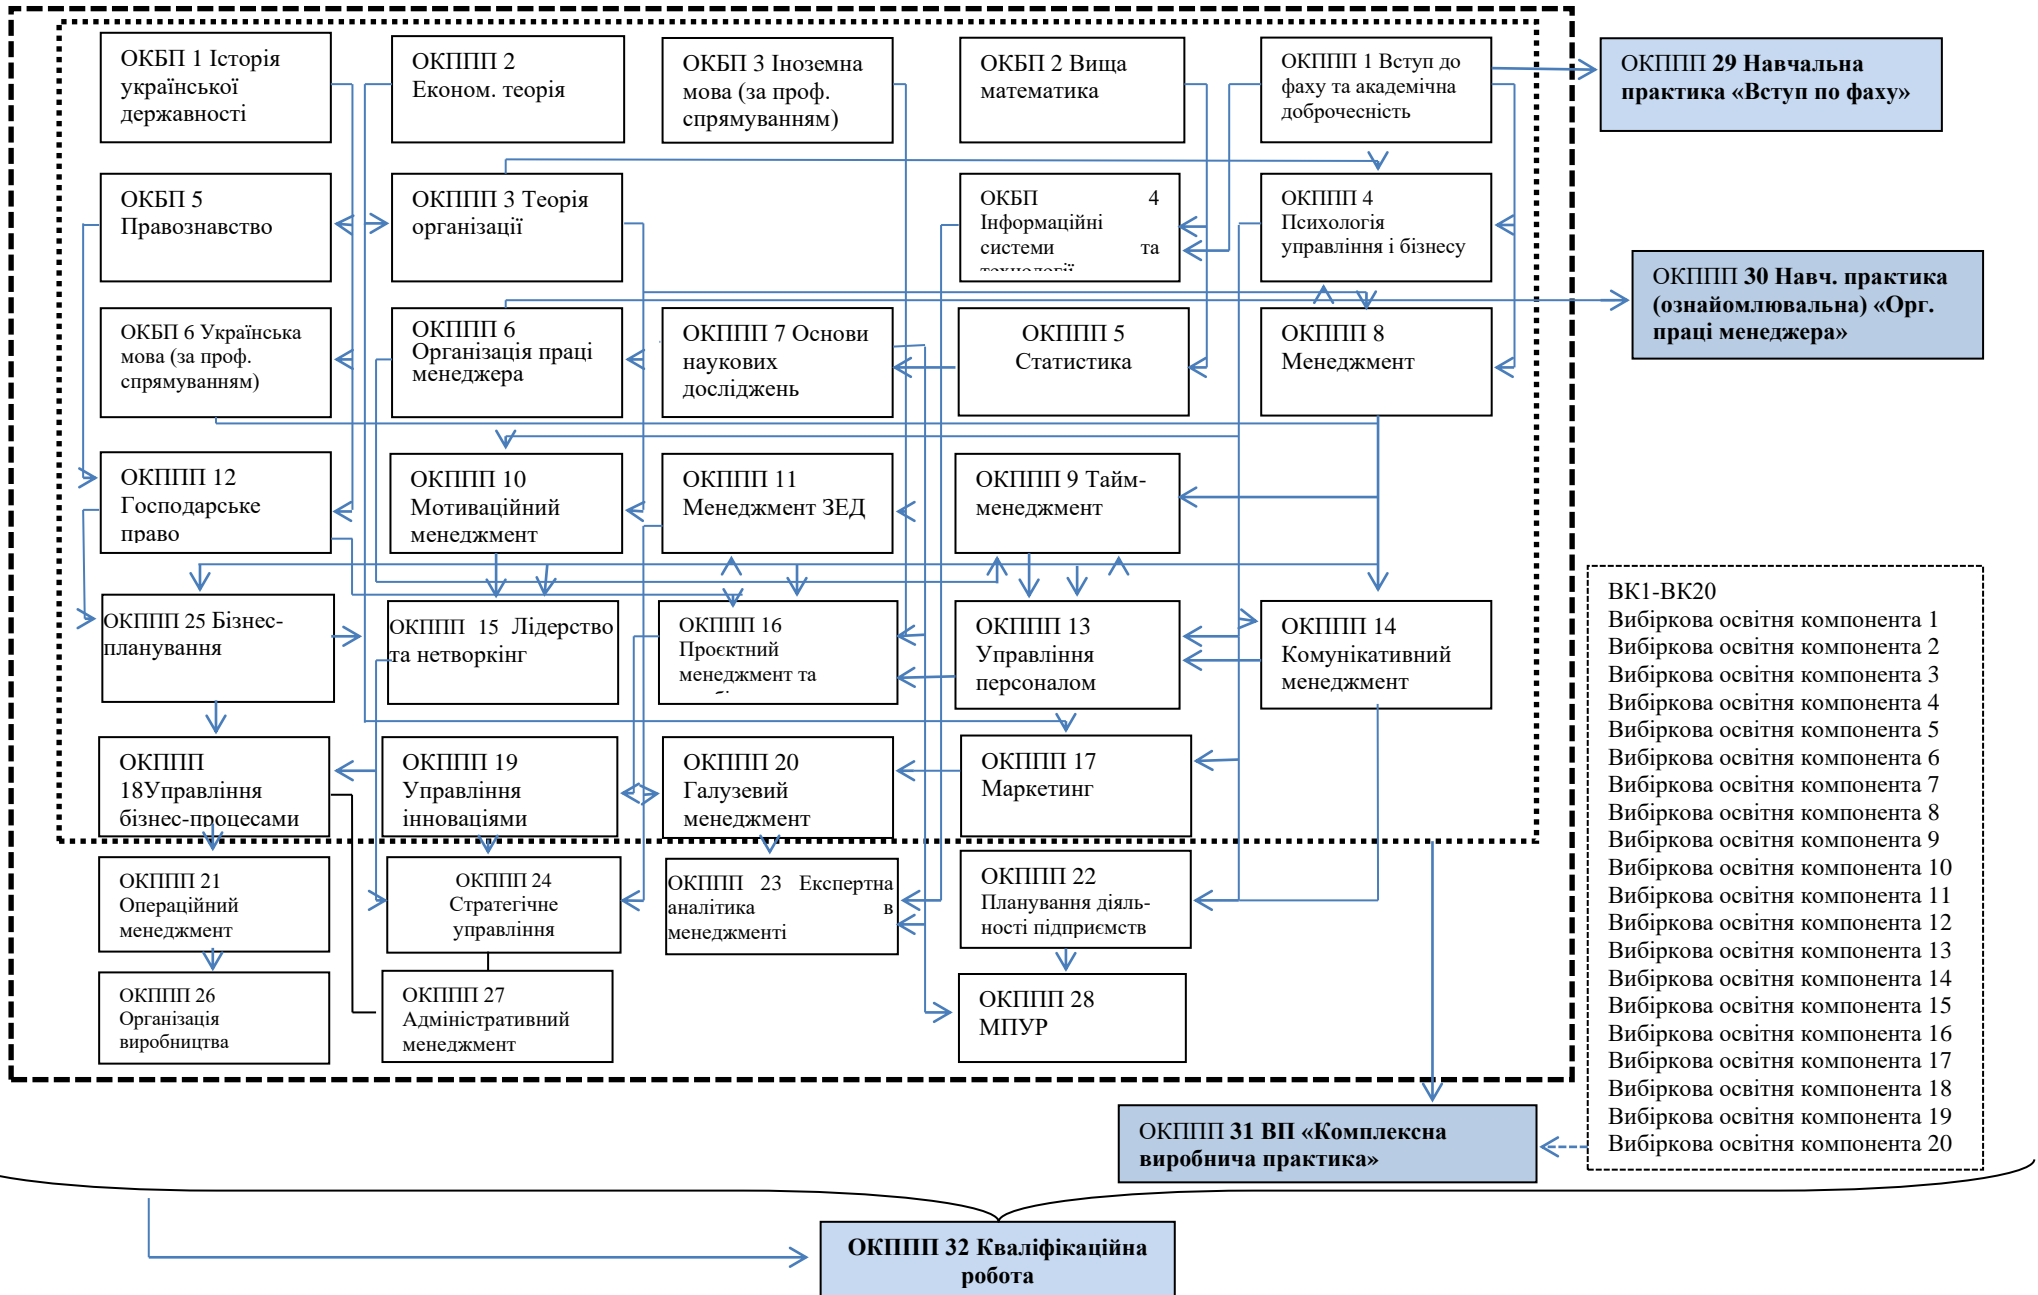 ОКБП 1 Історія
української
державності
ОКППП 2
Економ. теорія
ОКБП 3 Іноземна
мова (за проф.
спрямуванням)
ОКБП 2 Вища
математика
ОКППП 1 Вступ до
фаху та академічна
доброчесність
ОКППП 29 Навчальна
практика «Вступ по фаху»
ОКБП 5
Правознавство
ОКППП 3 Теорія
організації
ОКБП 4
Інформаційні
системи та
технології
ОКППП 4
Психологія
управління і бізнесу
ОКППП 30 Навч. практика
(ознайомлювальна) «Орг.
праці менеджера»
ОКБП 6 Українська
мова (за проф.
спрямуванням)
ОКППП 6
Організація праці
менеджера
ОКППП 7 Основи
наукових
досліджень
ОКППП 5
Статистика
ОКППП 8
Менеджмент
ОКППП 12
Господарське
право
ОКППП 10
Мотиваційний
менеджмент
ОКППП 11
Менеджмент ЗЕД
ОКППП 9 Тайм-
менеджмент
ОКППП 25 Бізнес-
планування
ОКППП 15 Лідерство
та нетворкінг
ОКППП 16
Проєктний
менеджмент та
ОКППП 13
Управління
персоналом
ОКППП 14
Комунікативний
менеджмент
ОКППП
18Управління
бізнес-процесами
ОКППП 19
Управління
інноваціями
ОКППП 20
Галузевий
менеджмент
ОКППП 17
Маркетинг
ОКППП 21
Операційний
менеджмент
ОКППП 24
Стратегічне
управління
ОКППП 23 Експертна
аналітика в
менеджменті
ОКППП 22
Планування діяль-
ності підприємств
ОКППП 26
Організація
виробництва
ОКППП 27
Адміністративний
менеджмент
ОКППП 28
МПУР
ВК1-ВК20
Вибіркова освітня компонента 1
Вибіркова освітня компонента 2
Вибіркова освітня компонента 3
Вибіркова освітня компонента 4
Вибіркова освітня компонента 5
Вибіркова освітня компонента 6
Вибіркова освітня компонента 7
Вибіркова освітня компонента 8
Вибіркова освітня компонента 9
Вибіркова освітня компонента 10
Вибіркова освітня компонента 11
Вибіркова освітня компонента 12
Вибіркова освітня компонента 13
Вибіркова освітня компонента 14
Вибіркова освітня компонента 15
Вибіркова освітня компонента 16
Вибіркова освітня компонента 17
Вибіркова освітня компонента 18
Вибіркова освітня компонента 19
Вибіркова освітня компонента 20
ОКППП 31 ВП «Комплексна
виробнича практика»
ОКППП 32 Кваліфікаційна
робота